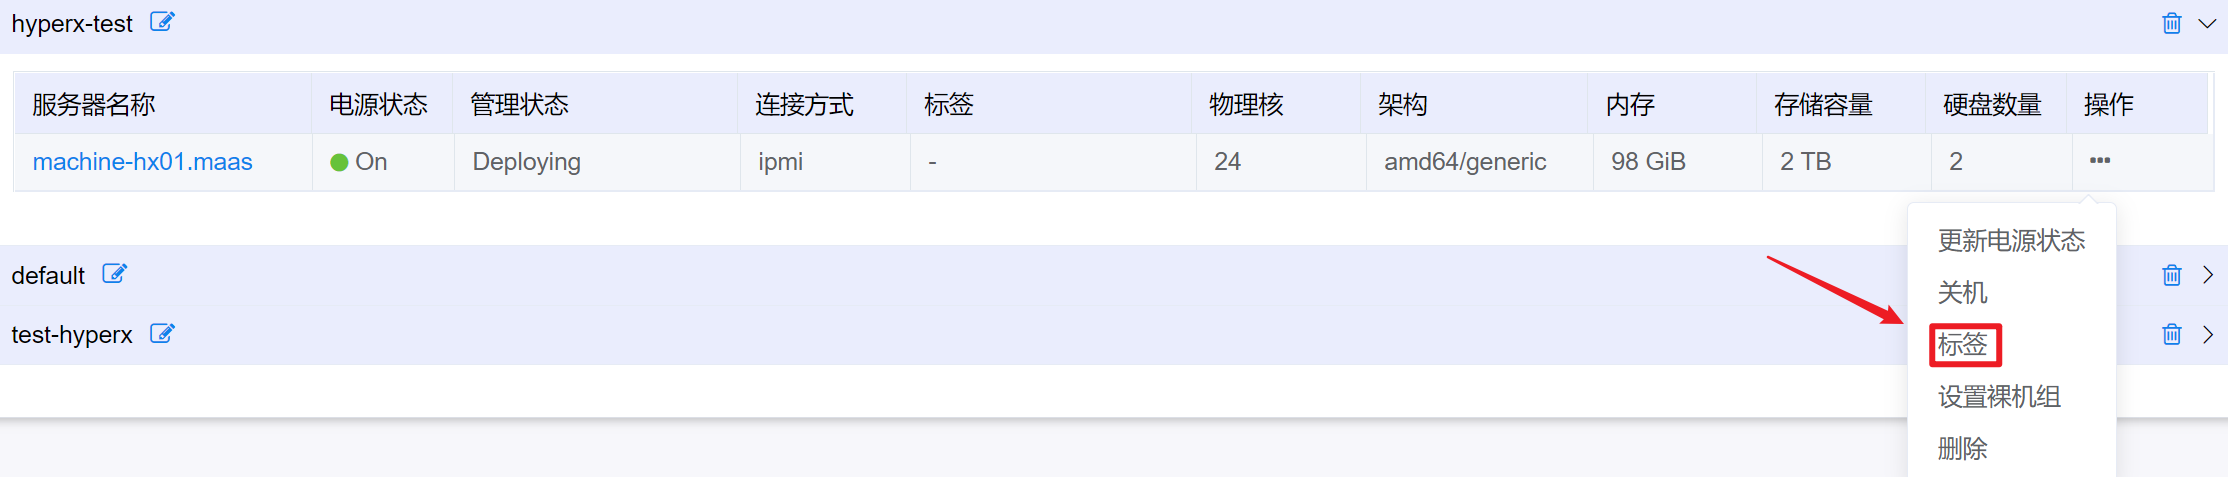 hyperx-test
服务器名称 电源状态 管理状态 连接方式 标签 物理核 架构 内存 存储容量 硬盘数量 操作
machine-hx01.maas On Deploying ipmi - 24 amd64/generic 98 GiB 2 TB 2 •••
更新电源状态
default
关机
test-hyperx
标签
设置裸机组
删除